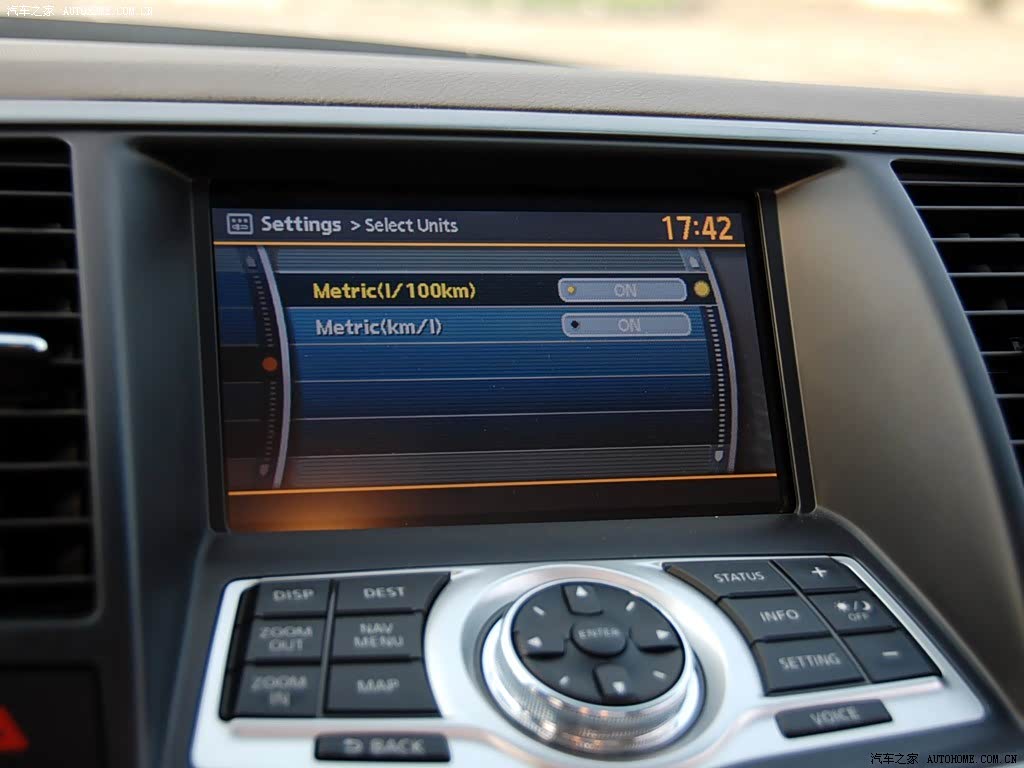 汽车之家 AUTOHOME.COM.CN
Settings > Select Units 17:42
Metric(l/100km) ON
Metric(km/l) ON
DISP DEST
ZOOM OUT NAV MENU
ZOOM IN MAP
BACK
ENTER
STATUS +
INFO OFF
SETTING −
VOICE
汽车之家 AUTOHOME.COM.CN